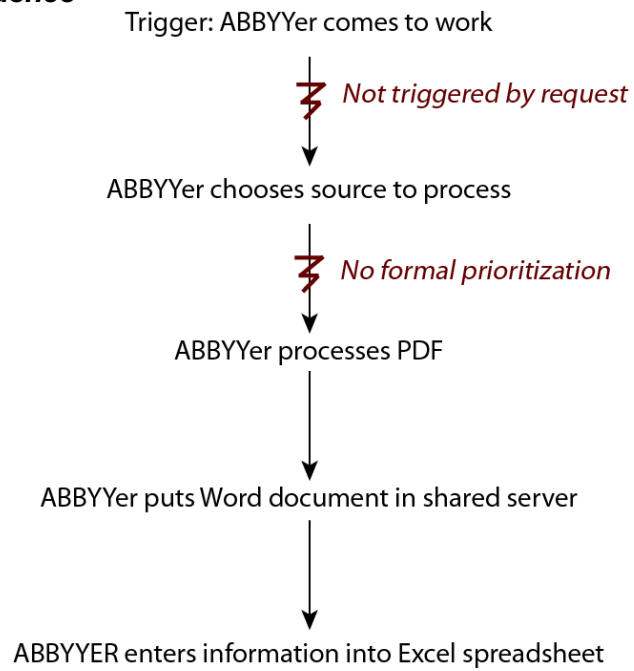 Trigger: ABBYYer comes to work
Not triggered by request
ABBYYer chooses source to process
No formal prioritization
ABBYYer processes PDF
ABBYYer puts Word document in shared server
ABBYYER enters information into Excel spreadsheet